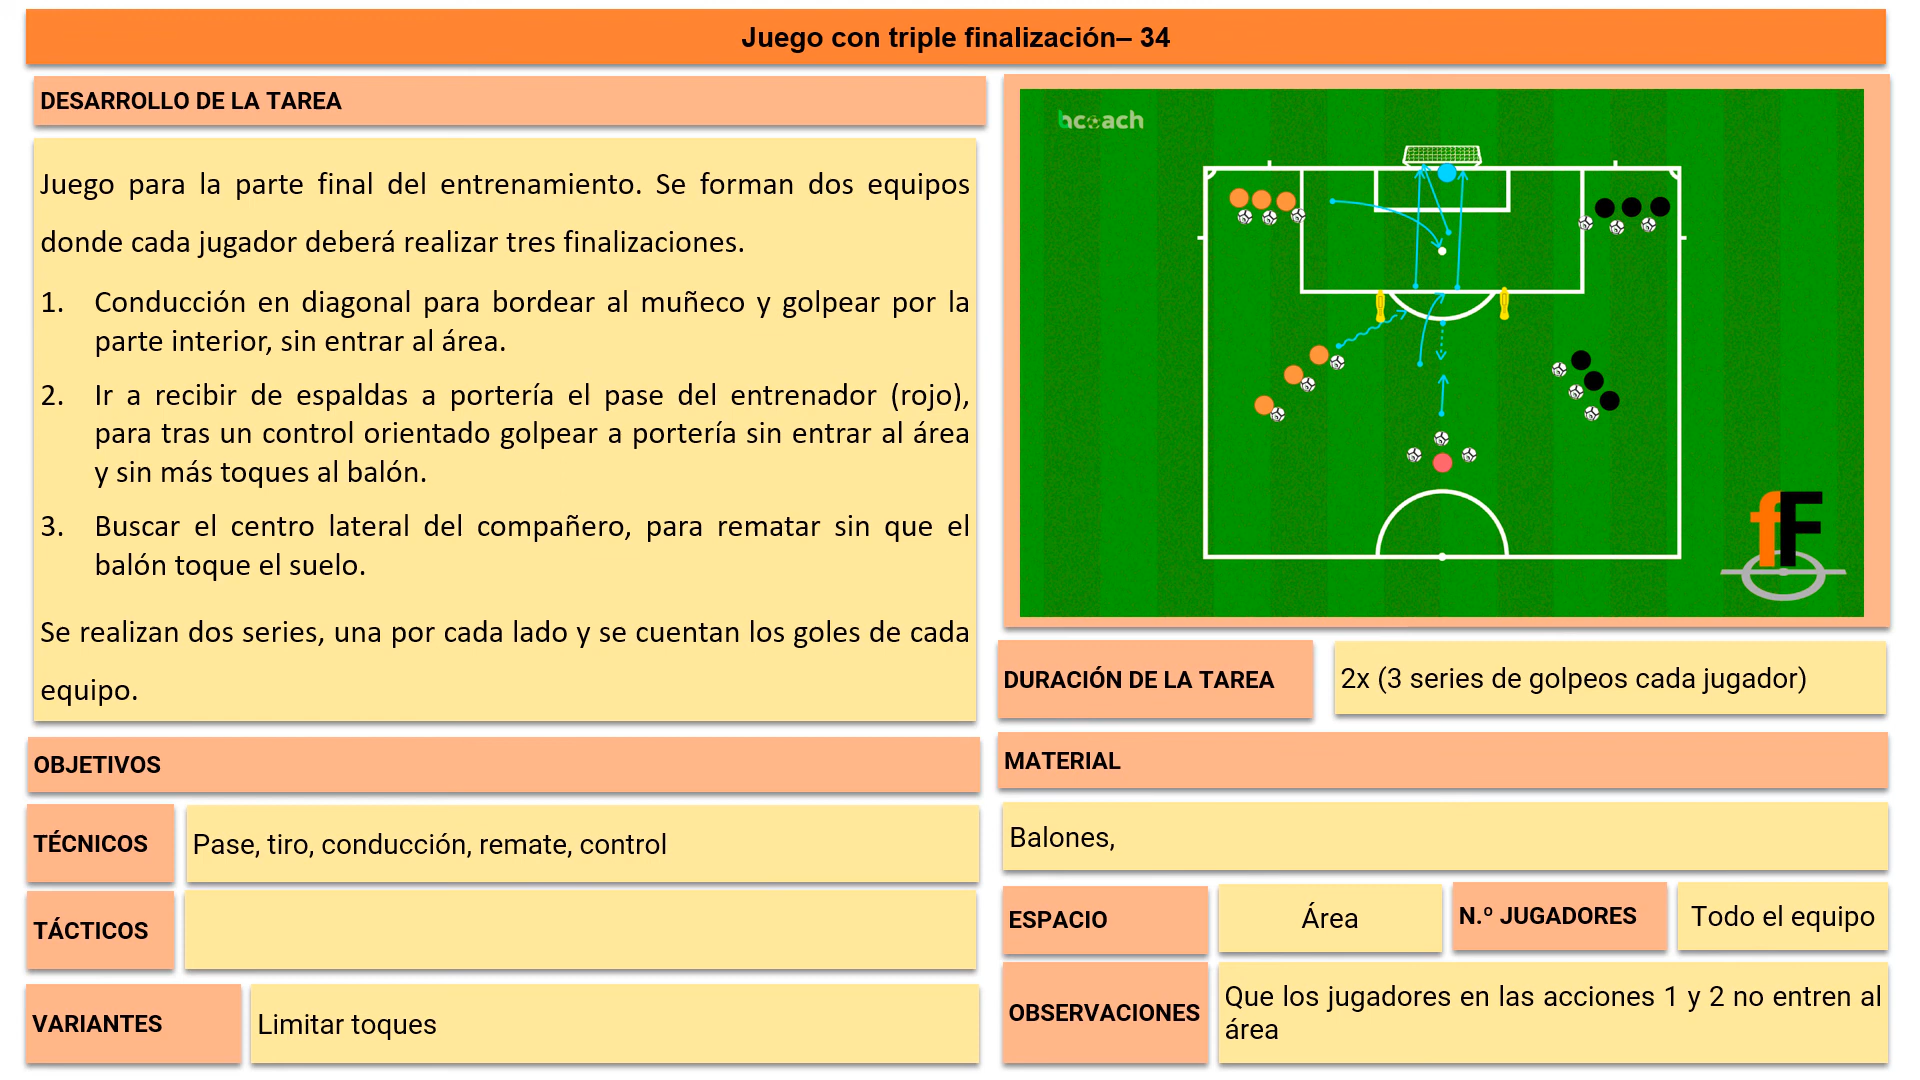 Juego con triple finalización– 34
DESARROLLO DE LA TAREA
Juego para la parte final del entrenamiento. Se forman dos equipos
donde cada jugador deberá realizar tres finalizaciones.
1. Conducción en diagonal para bordear al muñeco y golpear por la
parte interior, sin entrar al área.
2. Ir a recibir de espaldas a portería el pase del entrenador (rojo),
para tras un control orientado golpear a portería sin entrar al área
y sin más toques al balón.
3. Buscar el centro lateral del compañero, para rematar sin que el
balón toque el suelo.
Se realizan dos series, una por cada lado y se cuentan los goles de cada
equipo.
bcoach
fF
DURACIÓN DE LA TAREA
2x (3 series de golpeos cada jugador)
OBJETIVOS
MATERIAL
TÉCNICOS
Pase, tiro, conducción, remate, control
Balones,
TÁCTICOS
ESPACIO
Área
N.º JUGADORES
Todo el equipo
VARIANTES
Limitar toques
OBSERVACIONES
Que los jugadores en las acciones 1 y 2 no entren al
área